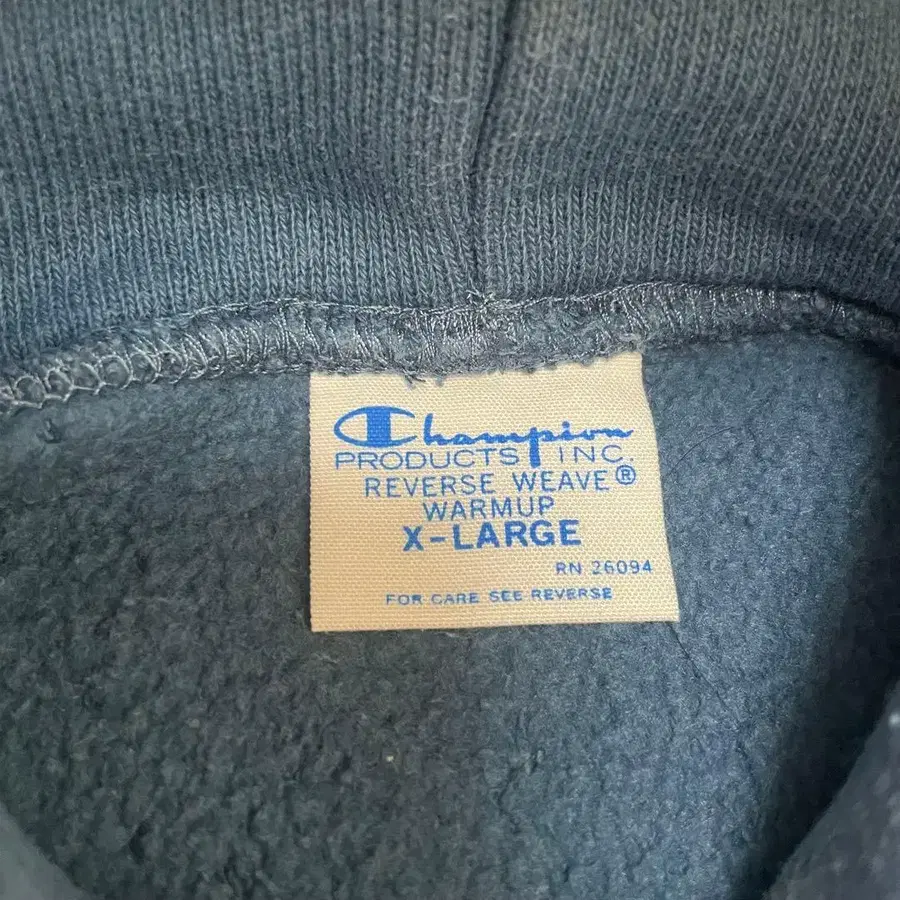 Champion
PRODUCTS INC.
REVERSE WEAVE®
WARMUP
X-LARGE
RN 26094
FOR CARE SEE REVERSE